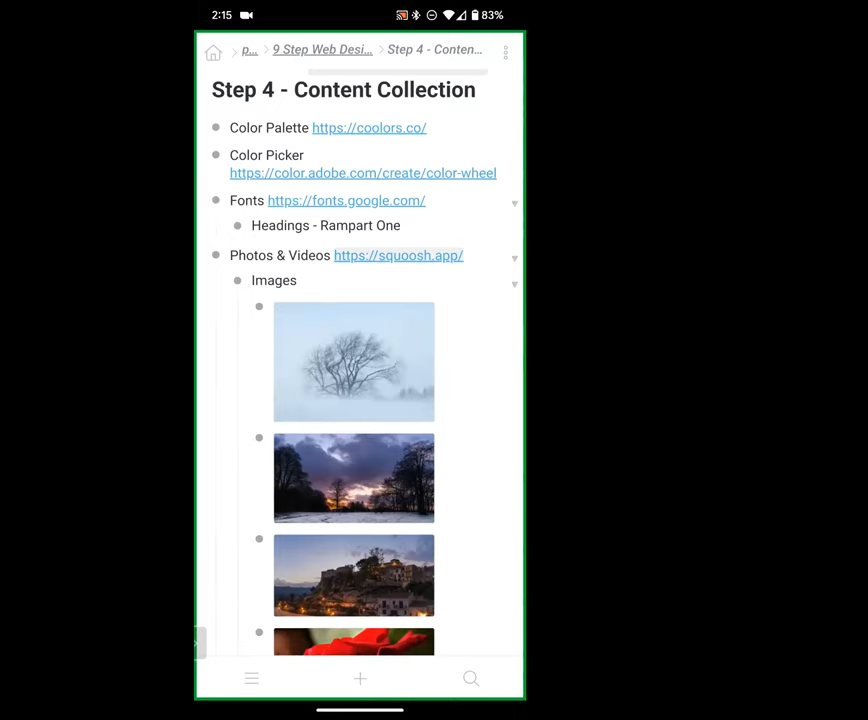 2:15
83%
p...
9 Step Web Desi...
Step 4 - Conten...
Step 4 - Content Collection
Color Palette https://coolors.co/
Color Picker
https://color.adobe.com/create/color-wheel
Fonts https://fonts.google.com/
Headings - Rampart One
Photos & Videos https://squoosh.app/
Images